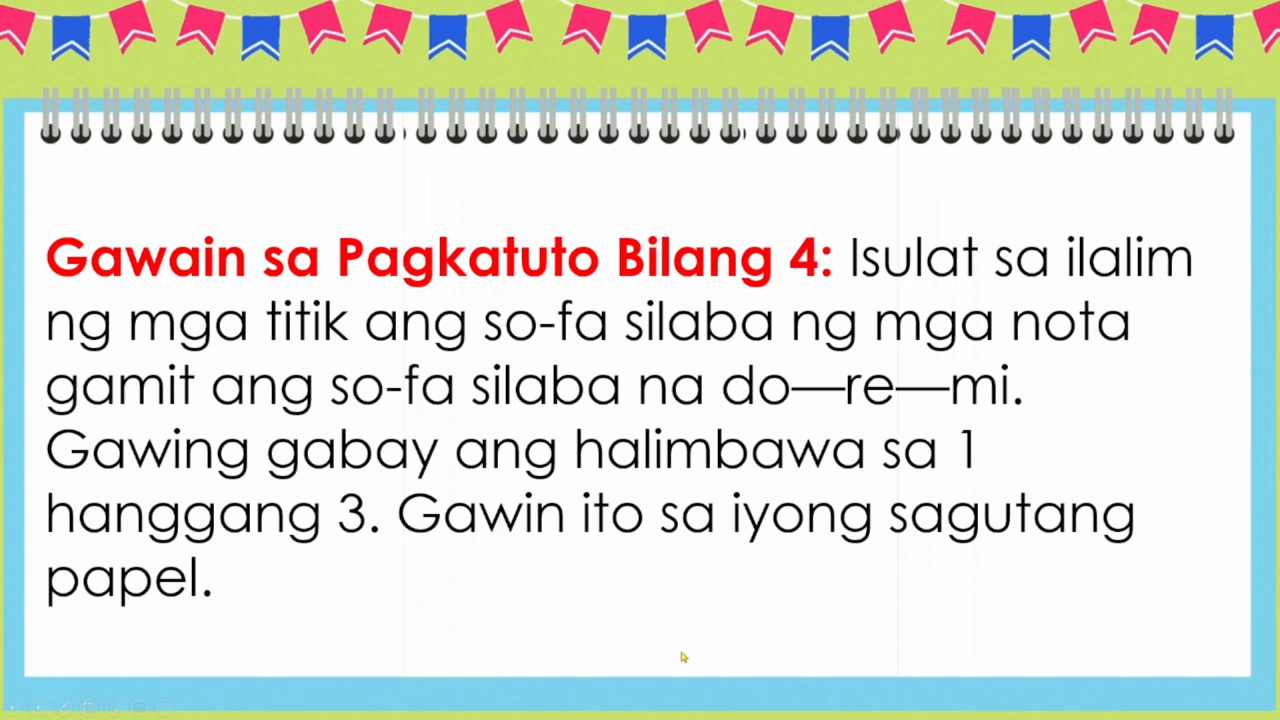 Gawain sa Pagkatuto Bilang 4: Isulat sa ilalim
ng mga titik ang so-fa silaba ng mga nota
gamit ang so-fa silaba na do—re—mi.
Gawing gabay ang halimbawa sa 1
hanggang 3. Gawin ito sa iyong sagutang
papel.